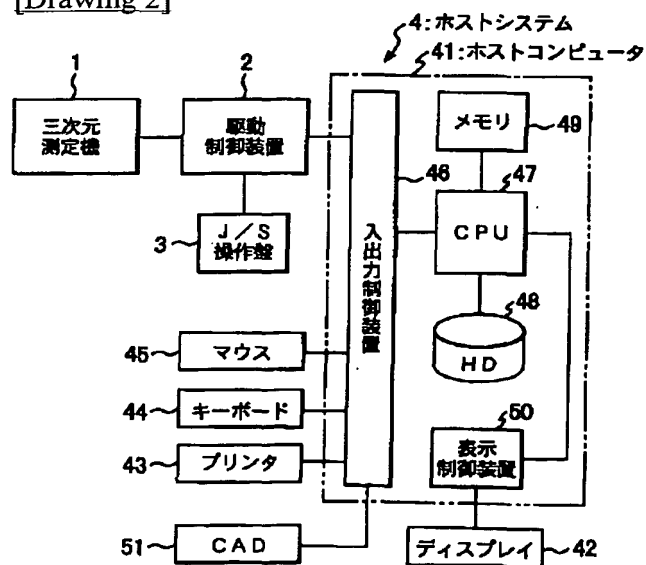 [Drawing 2]
4:ホストシステム
41:ホストコンピュータ
1
三次元
測定機
2
駆動
制御装置
3
J/S
操作盤
46
入出力制御装置
メモリ
49
47
CPU
48
HD
50
表示
制御装置
45
マウス
44
キーボード
43
プリンタ
51
CAD
ディスプレイ
42